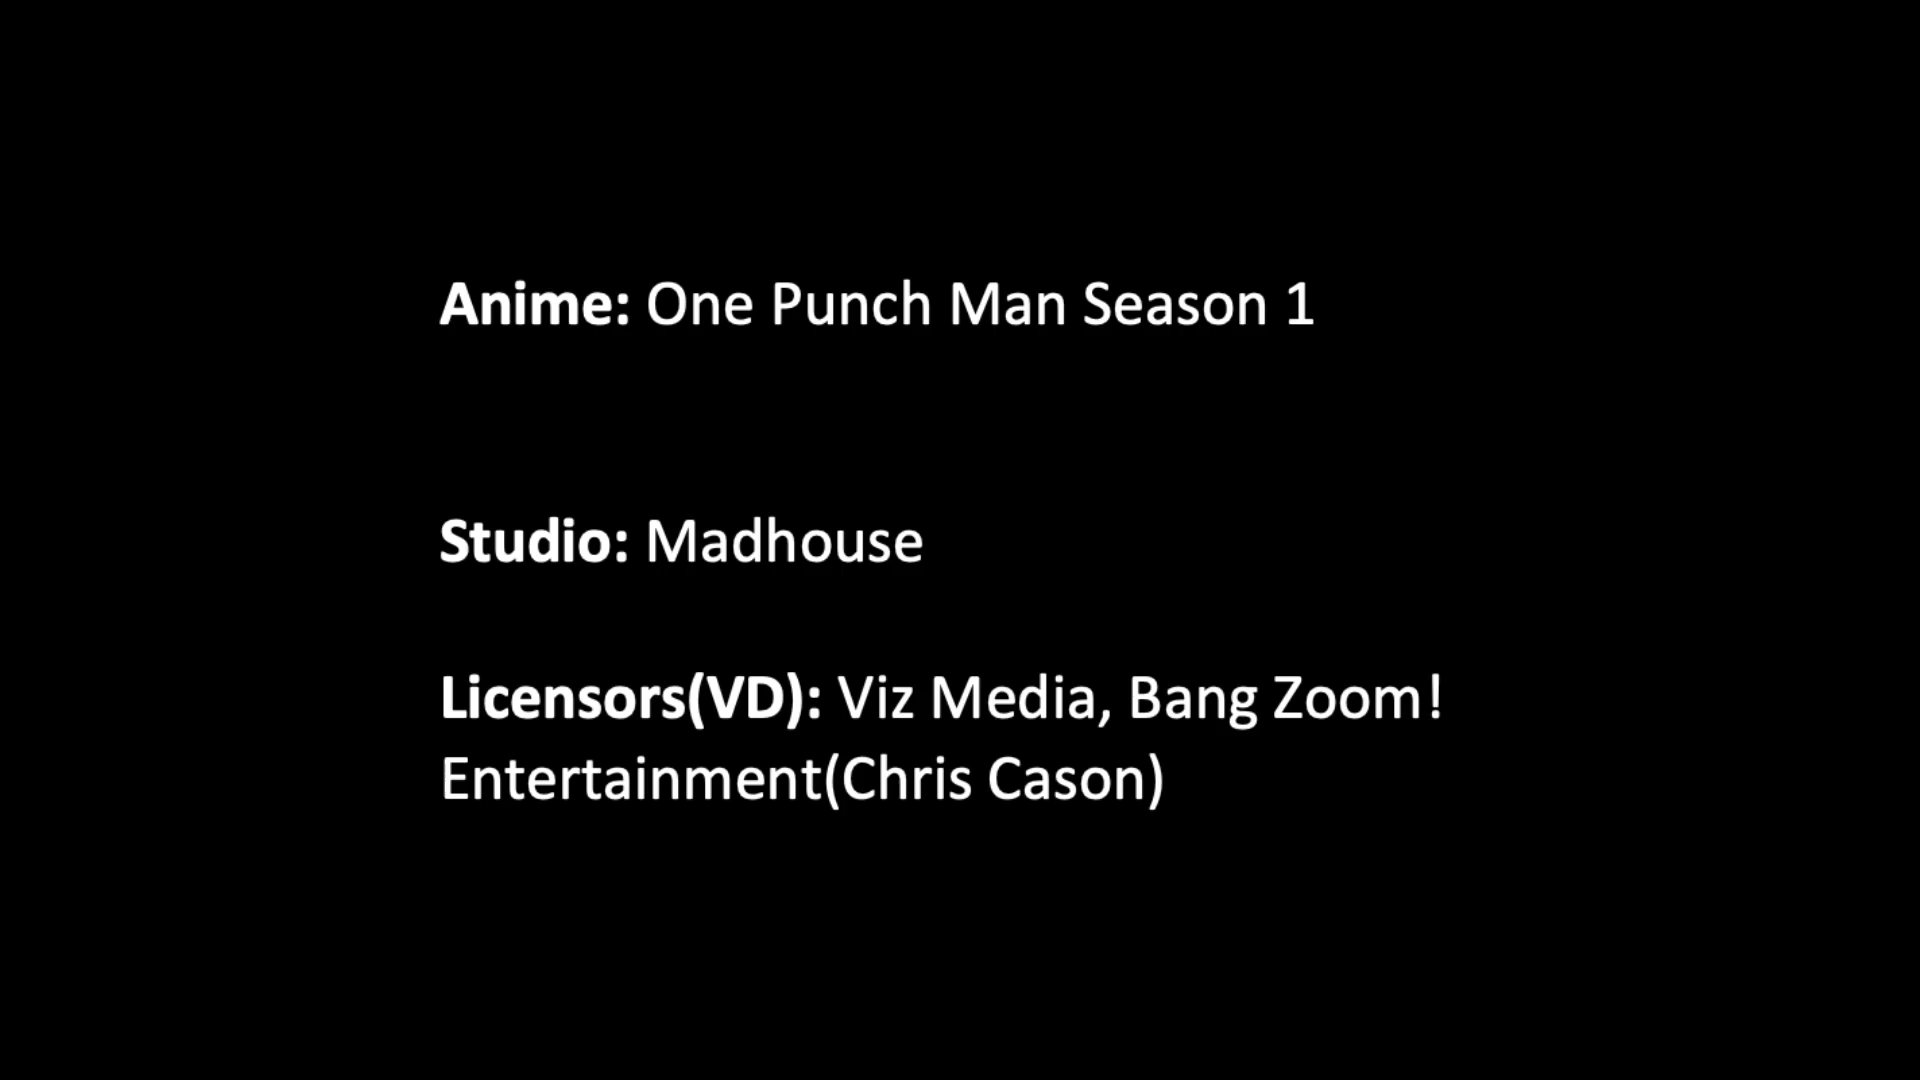 Anime: One Punch Man Season 1
Studio: Madhouse
Licensors(VD): Viz Media, Bang Zoom!
Entertainment(Chris Cason)